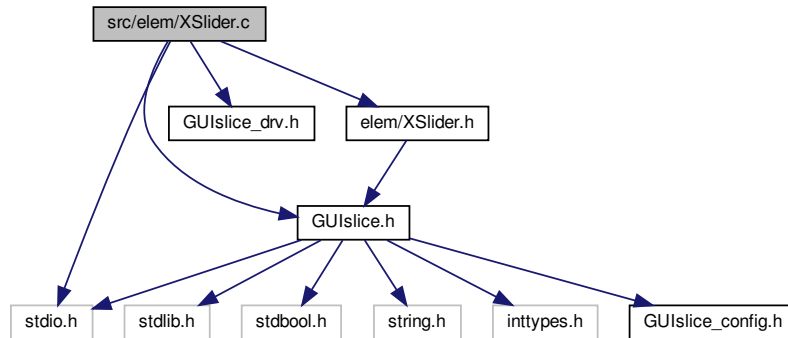 src/elem/XSlider.c
GUIslice_drv.h
elem/XSlider.h
GUIslice.h
stdio.h
stdlib.h
stdbool.h
string.h
inttypes.h
GUIslice_config.h